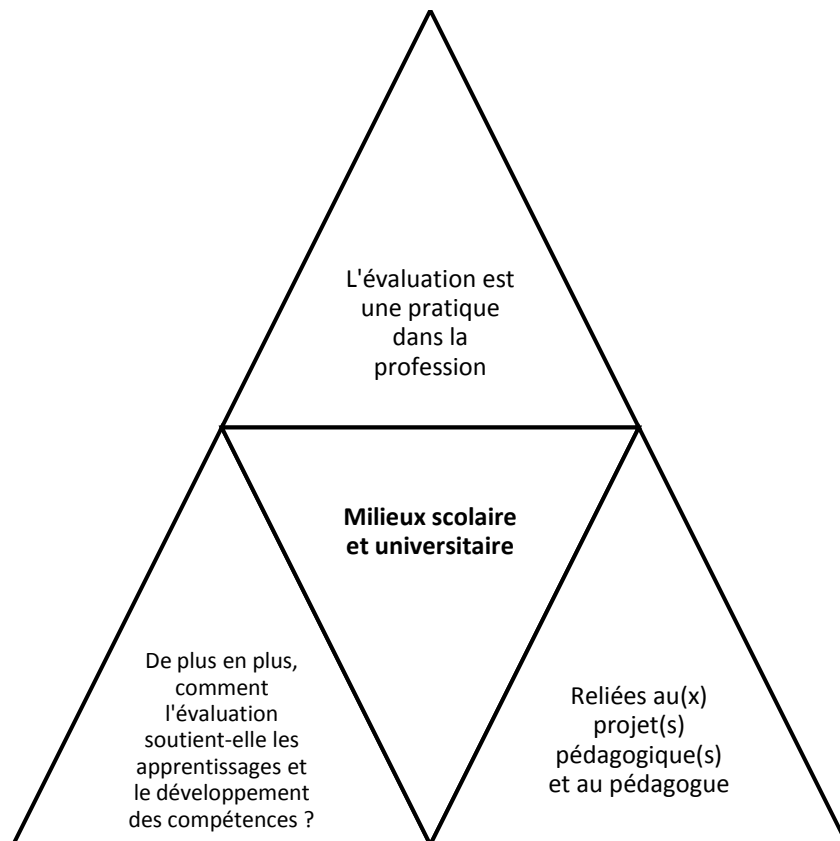 L'évaluation est
une pratique
dans la
profession
Milieux scolaire
et universitaire
De plus en plus,
comment
l'évaluation
soutient-elle les
apprentissages et
le développement
des compétences ?
Reliées au(x)
projet(s)
pédagogique(s)
et au pédagogue